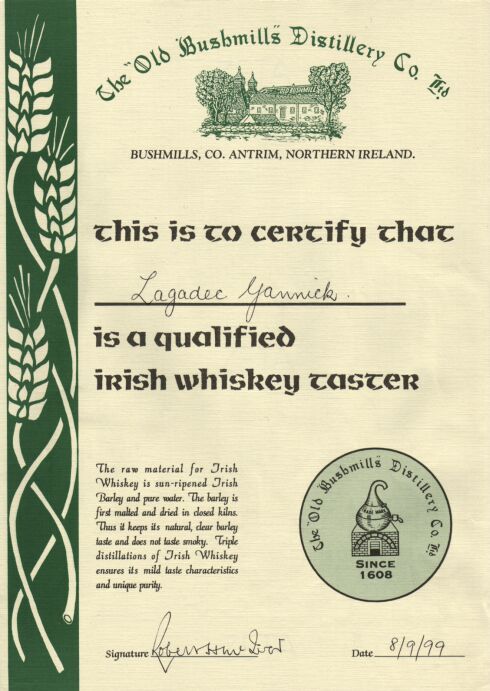 The "Old Bushmills" Distillery Co. Ltd
OLD BUSHMILLS
BUSHMILLS, CO. ANTRIM, NORTHERN IRELAND.
this is to certify that
Lagadec Yannick.
is a qualified
irish whiskey taster
The raw material for Irish
Whiskey is sun-ripened Irish
Barley and pure water. The barley is
first malted and dried in closed kilns.
Thus it keeps its natural, clear barley
taste and does not taste smoky. Triple
distillations of Irish Whiskey
ensures its mild taste characteristics
and unique purity.
The "Old Bushmills" Distillery Co. Ltd
TRADE MARK
SINCE
1608
Signature
Date 8/9/99